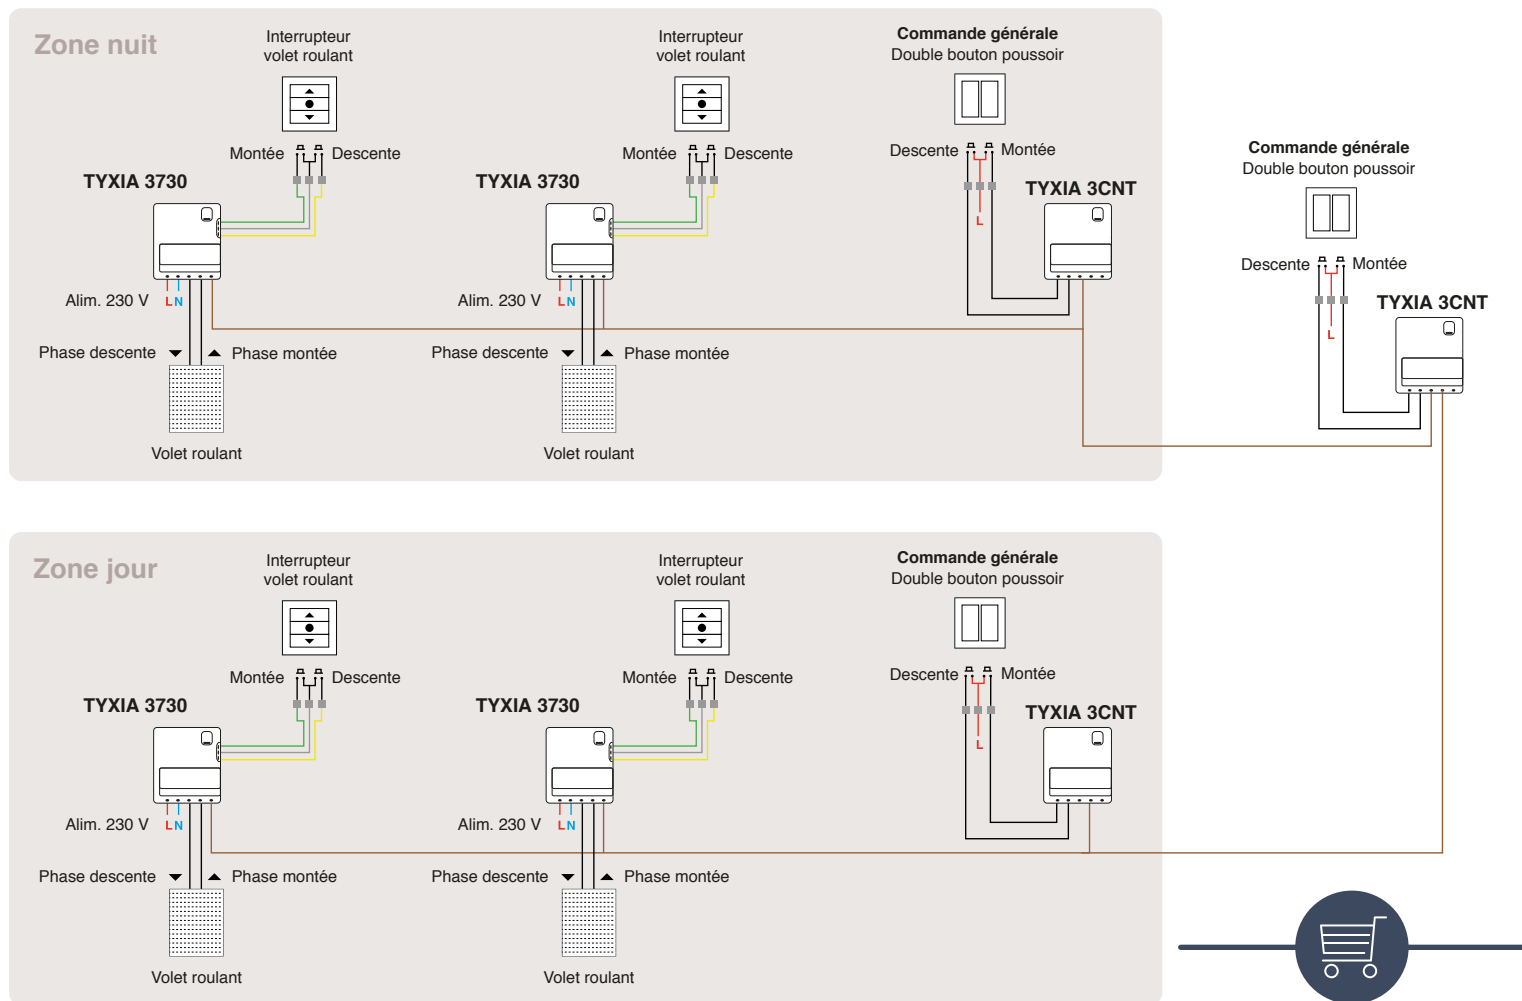 Zone nuit
Interrupteur
volet roulant
Interrupteur
volet roulant
Commande générale
Double bouton poussoir
Montée
Descente
Montée
Descente
Descente
Montée
TYXIA 3730
TYXIA 3730
TYXIA 3CNT
L
Alim. 230 V
L N
Alim. 230 V
L N
Phase descente
Phase montée
Phase descente
Phase montée
Volet roulant
Volet roulant
Commande générale
Double bouton poussoir
Descente
Montée
TYXIA 3CNT
L
Zone jour
Interrupteur
volet roulant
Interrupteur
volet roulant
Commande générale
Double bouton poussoir
Montée
Descente
Montée
Descente
Descente
Montée
TYXIA 3730
TYXIA 3730
TYXIA 3CNT
L
Alim. 230 V
L N
Alim. 230 V
L N
Phase descente
Phase montée
Phase descente
Phase montée
Volet roulant
Volet roulant